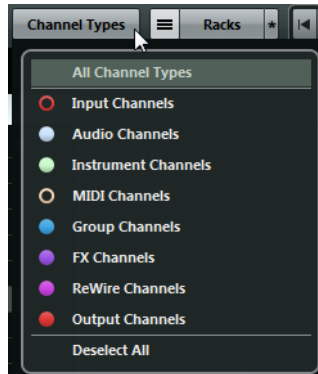 Channel Types Racks *
All Channel Types
Input Channels
Audio Channels
Instrument Channels
MIDI Channels
Group Channels
FX Channels
ReWire Channels
Output Channels
Deselect All